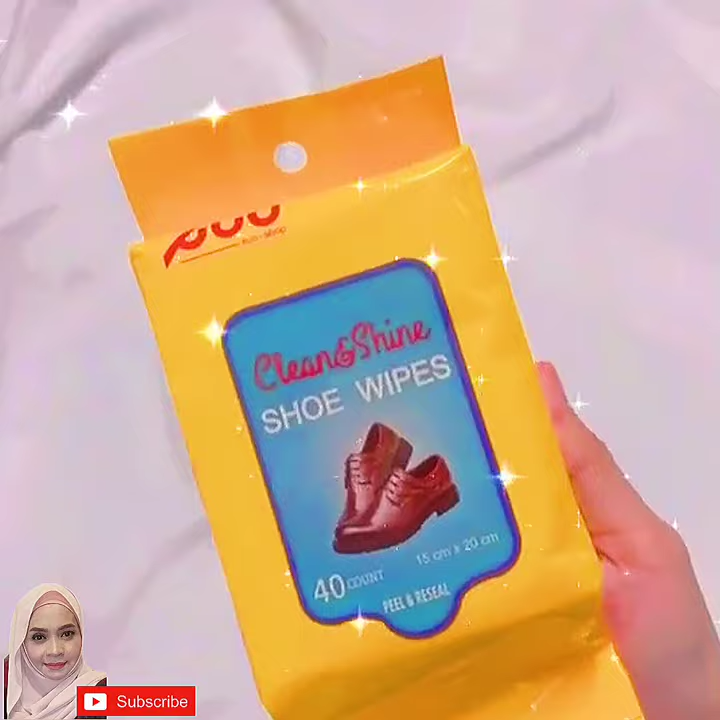 Clean&Shine
SHOE WIPES
15 cm x 20 cm
40 COUNT
PEEL & RESEAL
Subscribe